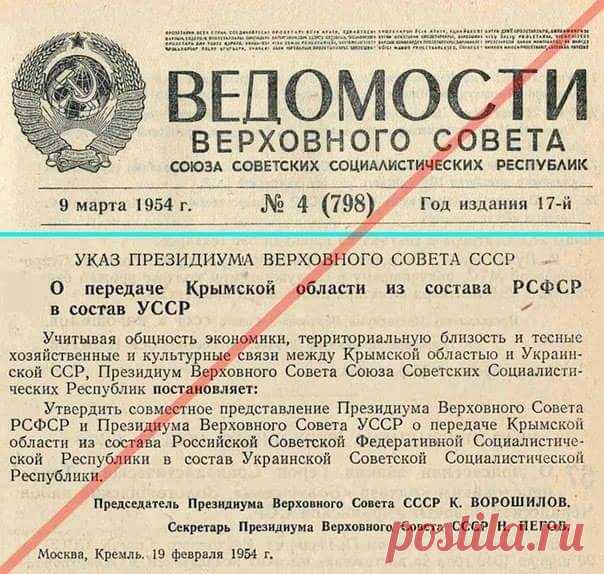 ВЕДОМОСТИ
ВЕРХОВНОГО СОВЕТА
СОЮЗА СОВЕТСКИХ СОЦИАЛИСТИЧЕСКИХ РЕСПУБЛИК
9 марта 1954 г. № 4 (798) Год издания 17-й
УКАЗ ПРЕЗИДИУМА ВЕРХОВНОГО СОВЕТА СССР
О передаче Крымской области из состава РСФСР
в состав УССР
Учитывая общность экономики, территориальную близость и тесные
хозяйственные и культурные связи между Крымской областью и Украин-
ской ССР, Президиум Верховного Совета Союза Советских Социалисти-
ческих Республик постановляет:
Утвердить совместное представление Президиума Верховного Совета
РСФСР и Президиума Верховного Совета УССР о передаче Крымской
области из состава Российской Советской Федеративной Социалистиче-
ской Республики в состав Украинской Советской Социалистической
Республики.
Председатель Президиума Верховного Совета СССР К. ВОРОШИЛОВ.
Секретарь Президиума Верховного Совета СССР Н. ПЕГОВ.
Москва, Кремль. 19 февраля 1954 г.
postila.ru